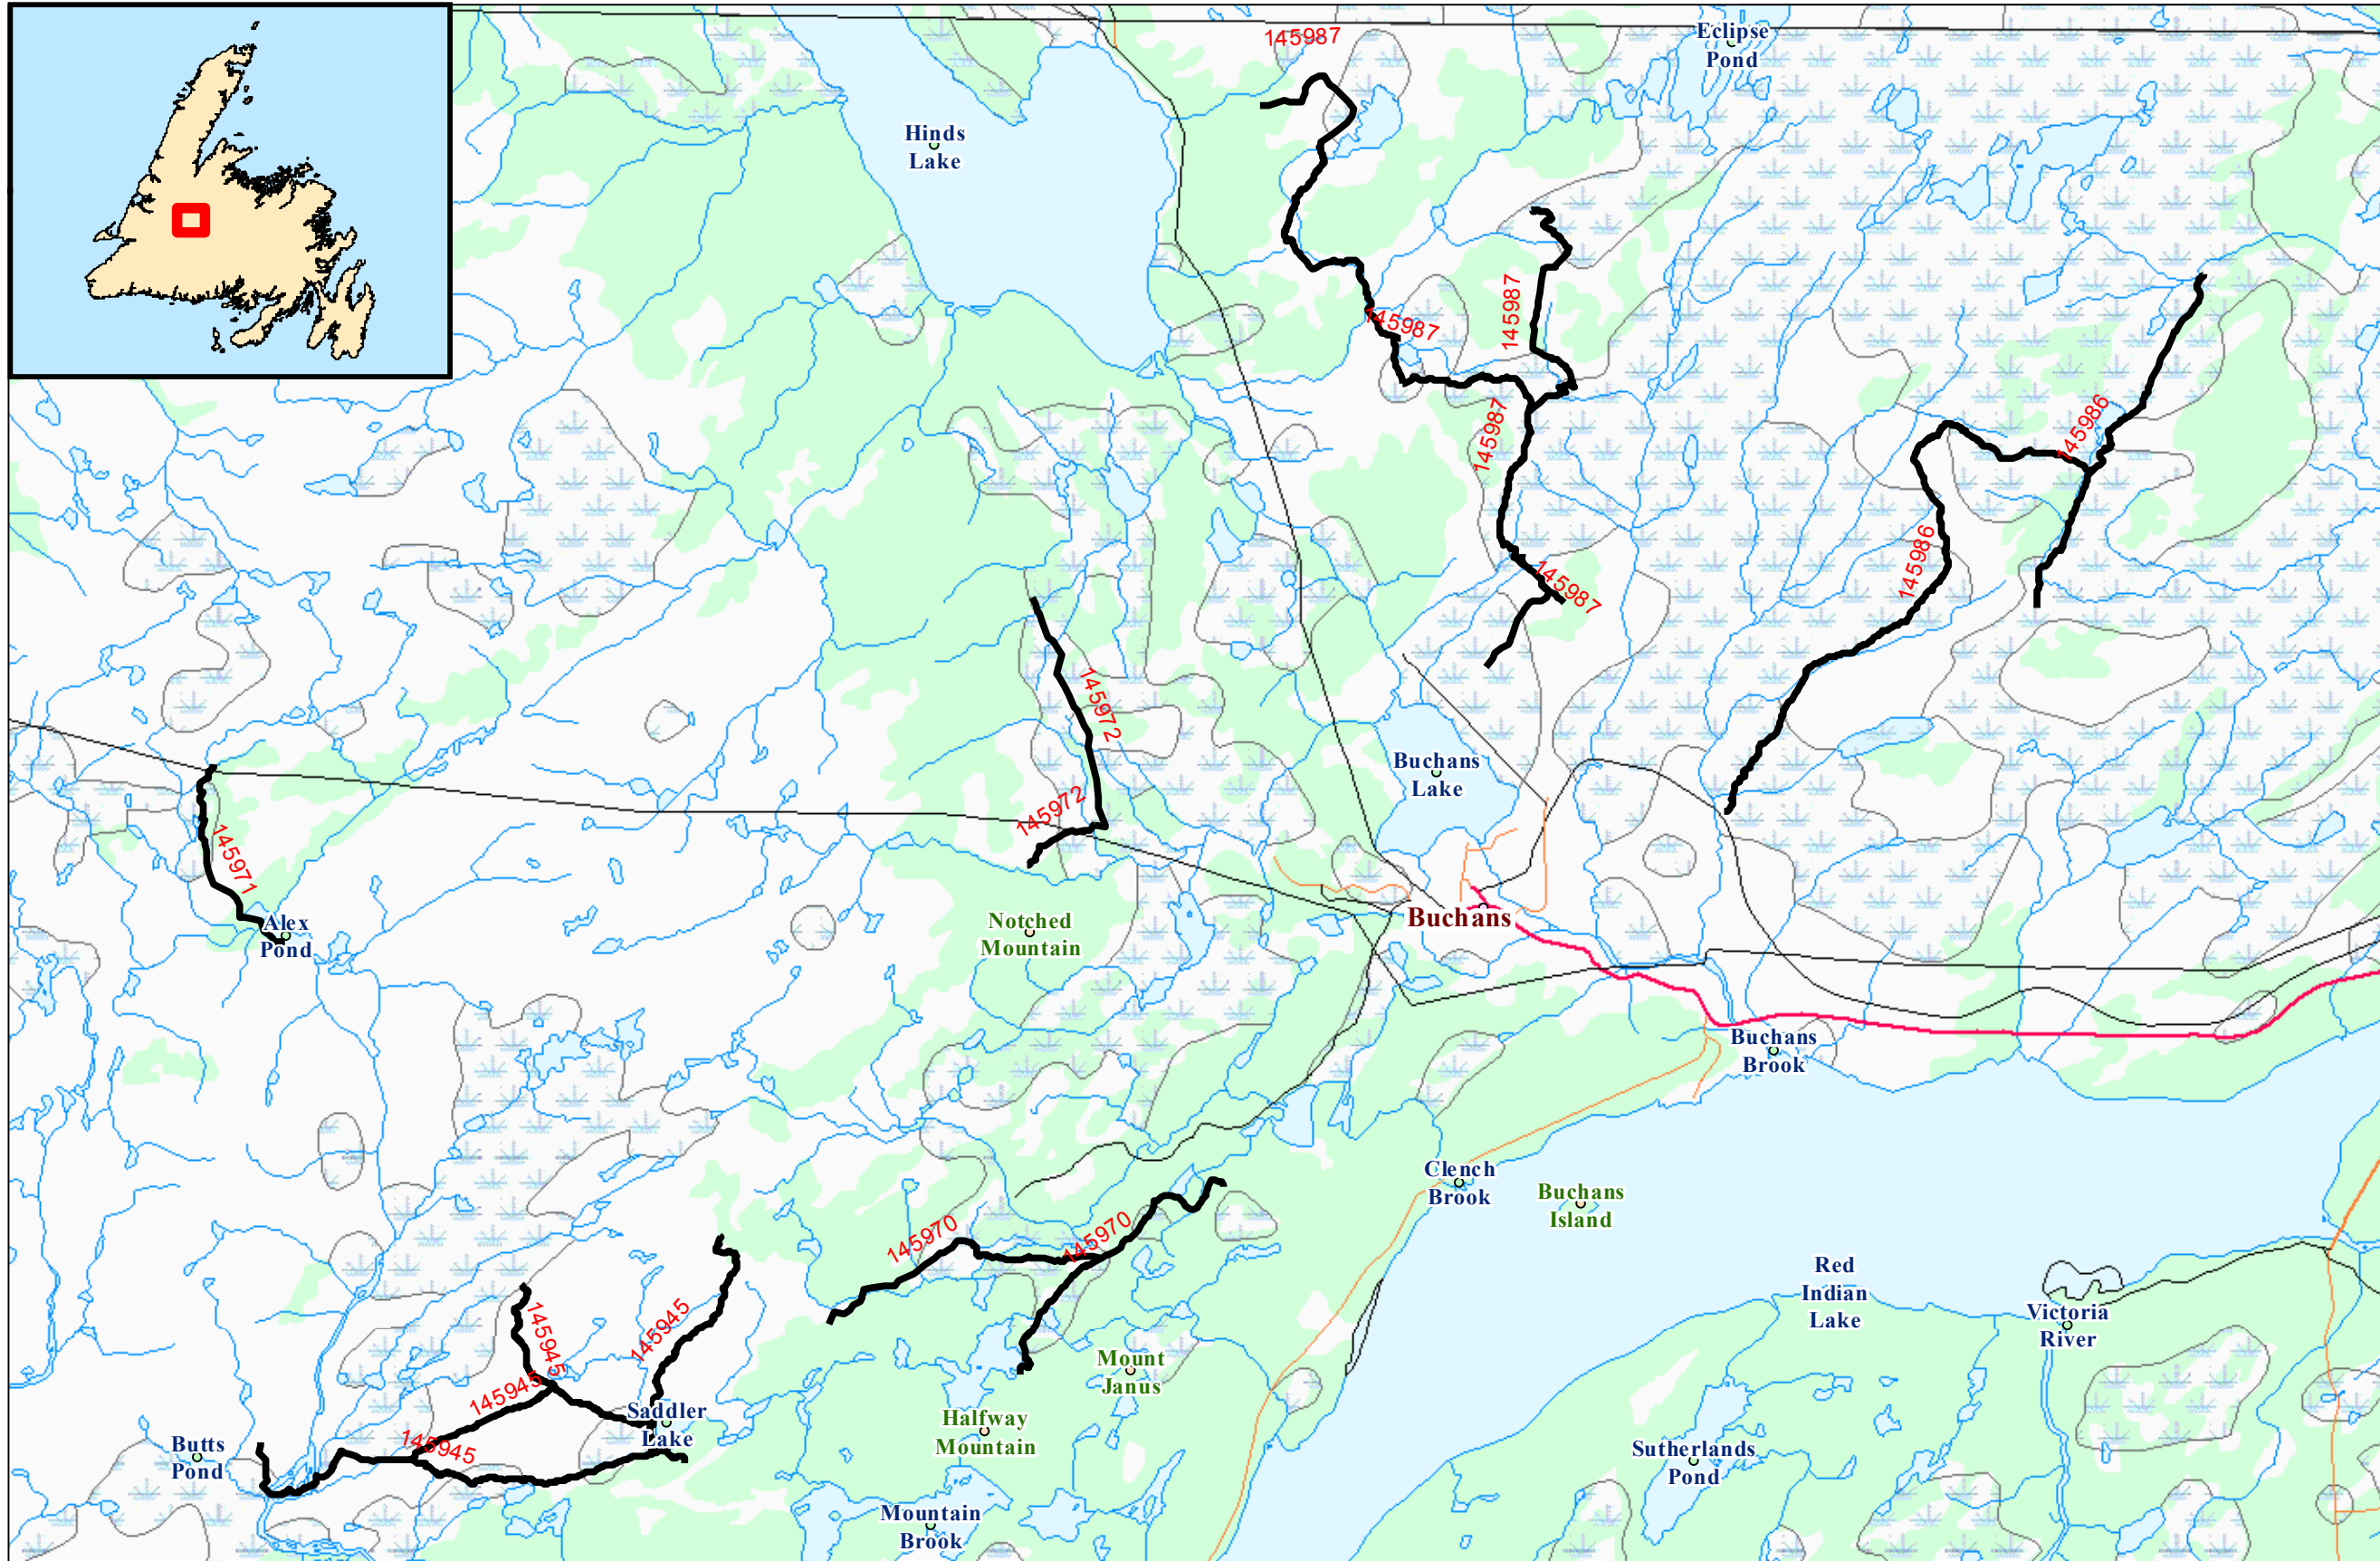 145987
Eclipse
Pond
Hinds
Lake
145987
145987
145987
145986
145986
145987
145972
Buchans
Lake
145972
145971
Alex
Pond
Notched
Mountain
Buchans
Buchans
Brook
Clench
Brook
Buchans
Island
145970
145970
Red
Indian
Lake
Victoria
River
145945
145945
Mount
Janus
145945
Saddler
Lake
Halfway
Mountain
145945
Butts
Pond
Sutherlands
Pond
Mountain
Brook